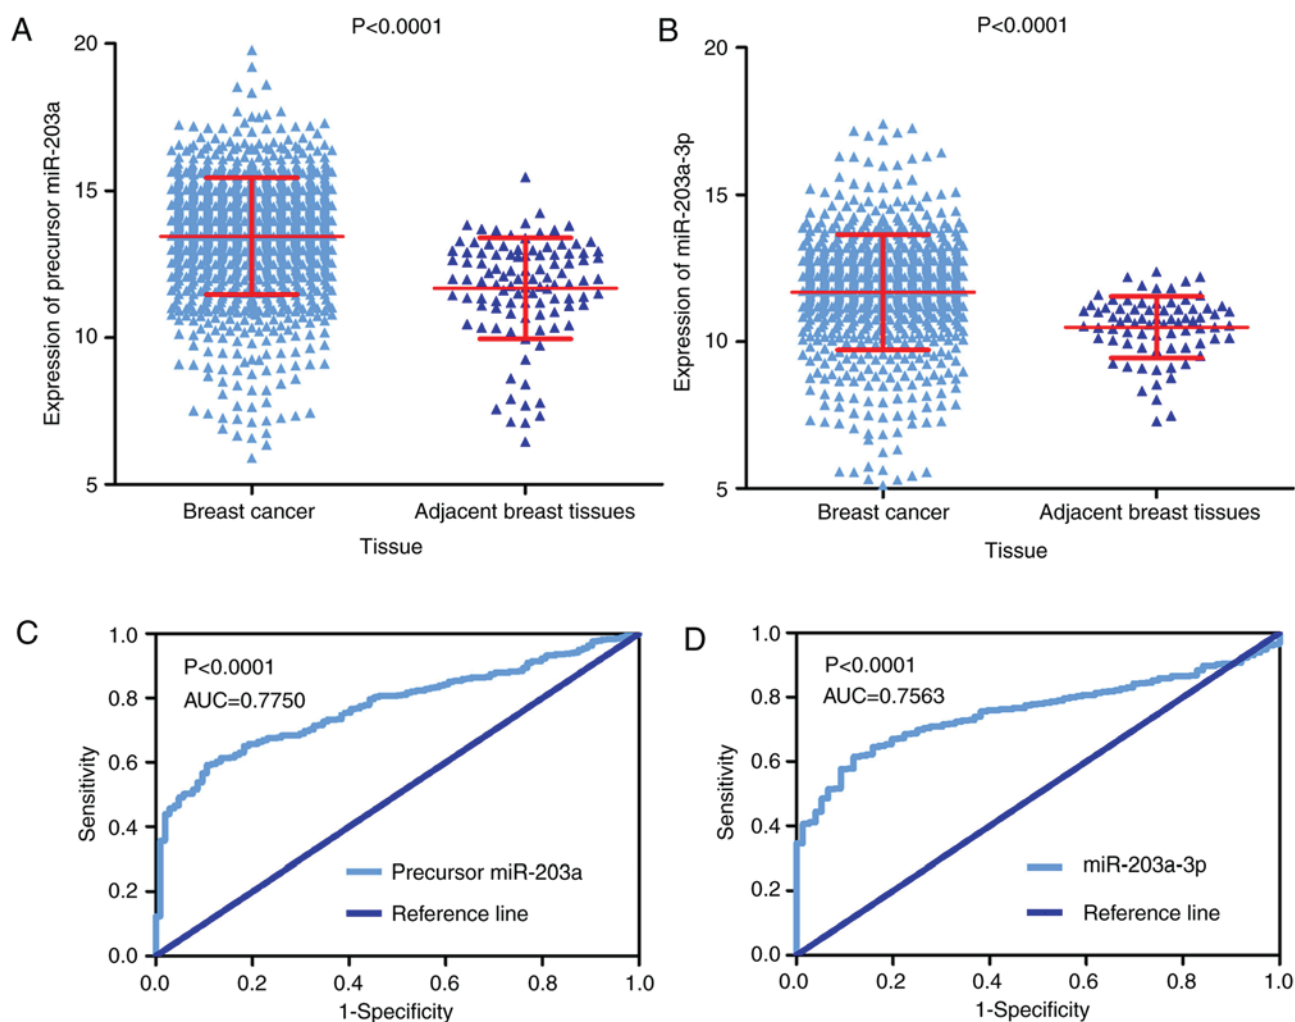 A
P<0.0001
Expression of precursor miR-203a
20
15
10
5
Breast cancer
Adjacent breast tissues
Tissue
B
P<0.0001
Expression of miR-203a-3p
20
15
10
5
Breast cancer
Adjacent breast tissues
Tissue
C
P<0.0001
AUC=0.7750
Sensitivity
1.0
0.8
0.6
0.4
0.2
0.0
Precursor miR-203a
Reference line
0.0 0.2 0.4 0.6 0.8 1.0
1-Specificity
D
P<0.0001
AUC=0.7563
Sensitivity
1.0
0.8
0.6
0.4
0.2
0.0
miR-203a-3p
Reference line
0.0 0.2 0.4 0.6 0.8 1.0
1-Specificity